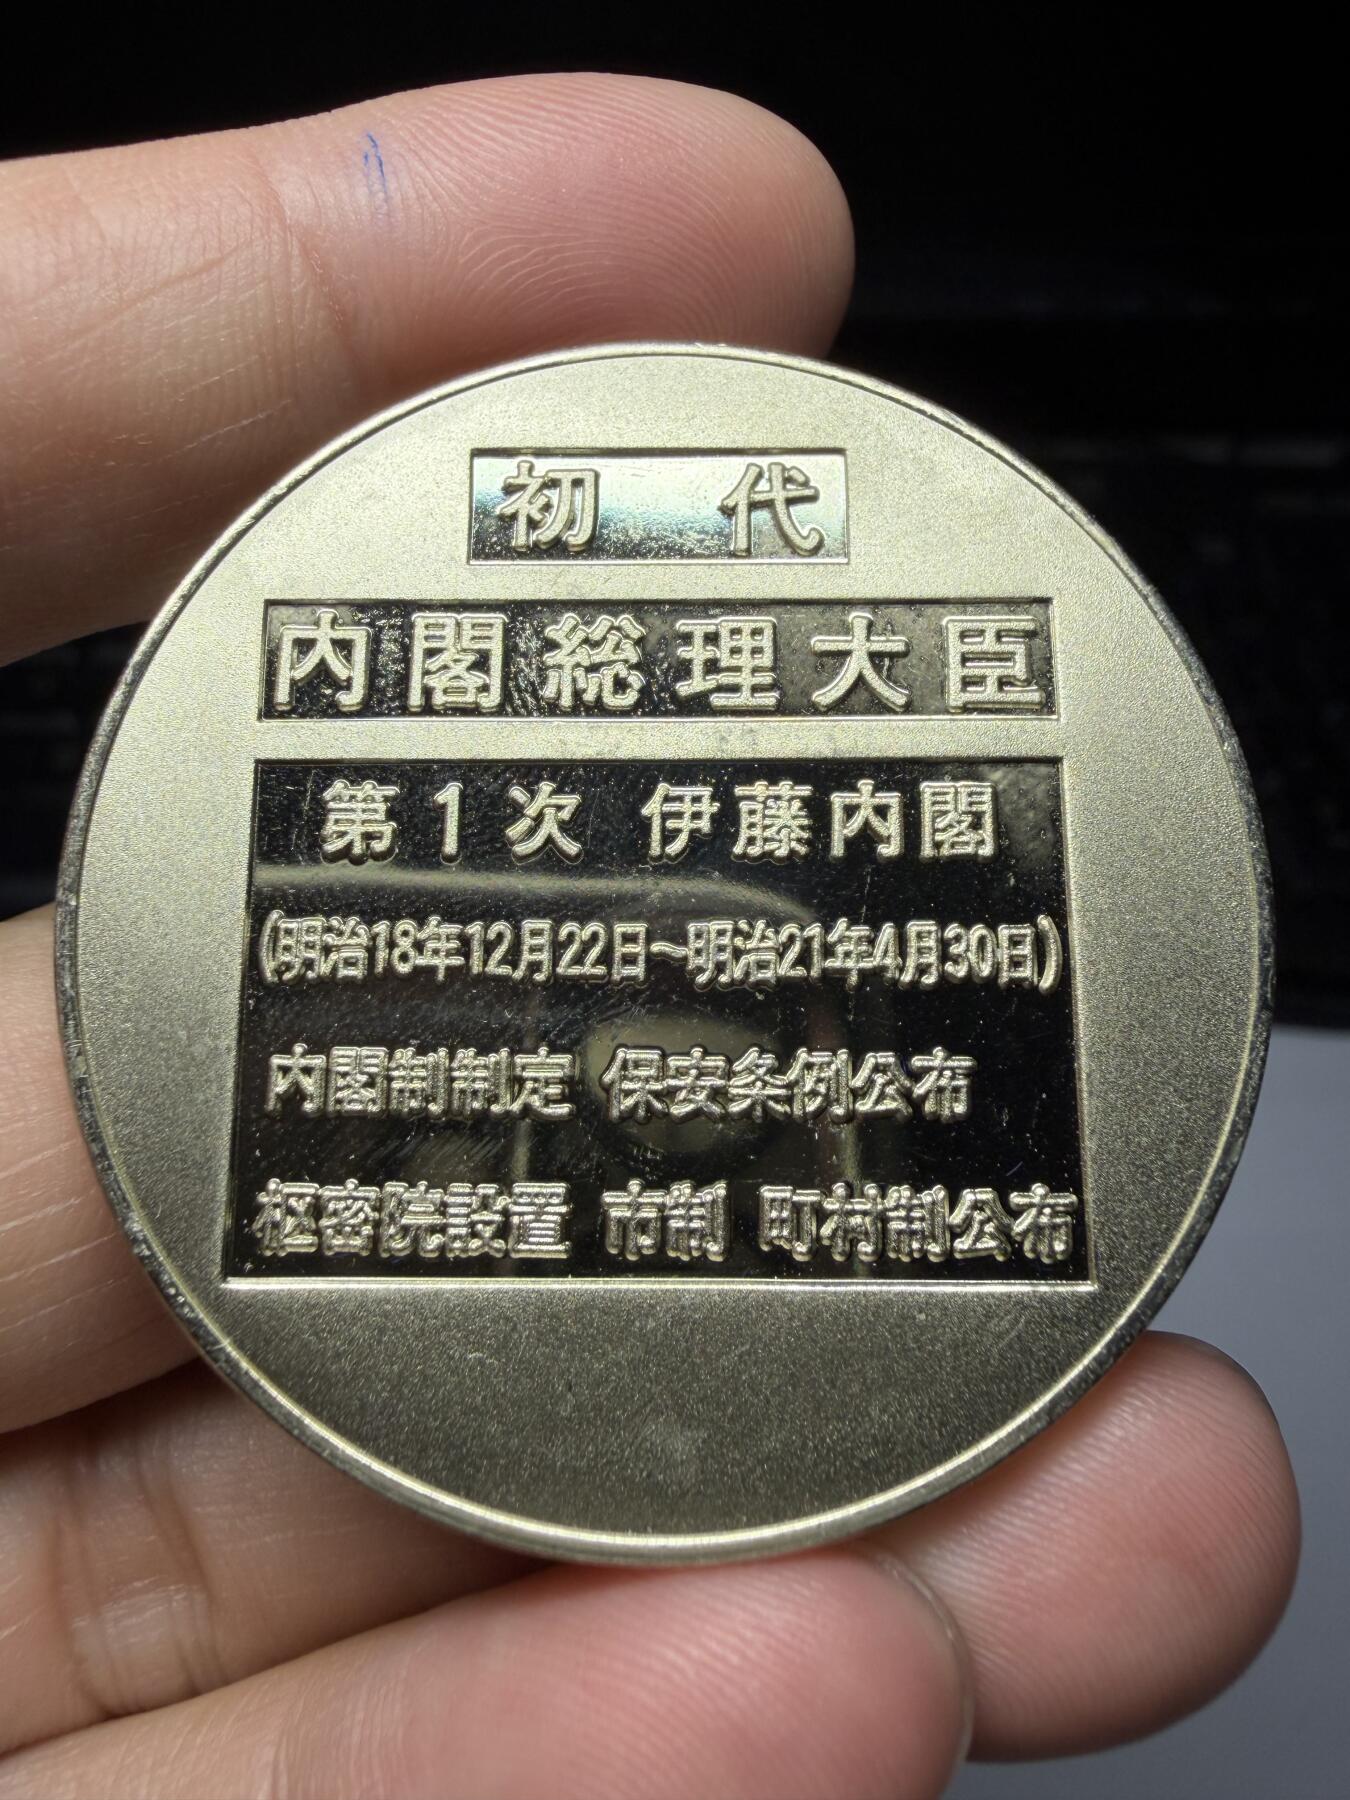 初代
内閣総理大臣
第1次 伊藤内閣
(明治18年12月22日~明治21年4月30日)
内閣制制定 保安条例公布
枢密院設置 市制 町村制公布